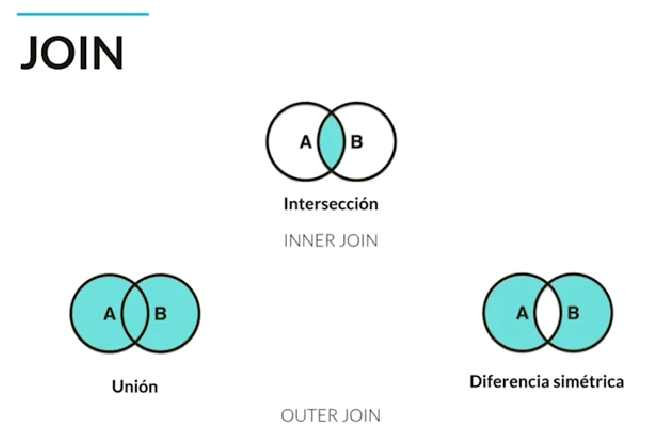 JOIN
A B
Intersección
INNER JOIN
A B
A B
Unión
Diferencia simétrica
OUTER JOIN